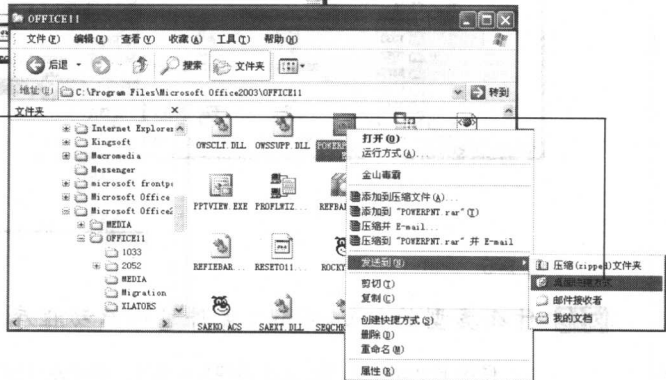 OFFICE11
文件(F) 编辑(E) 查看(V) 收藏(A) 工具(T) 帮助(H)
后退 搜索 文件夹
地址(D) C:\Program Files\Microsoft Office2003\OFFICE11 转到
文件夹 ×
Internet Explorer
Kingsoft
Macromedia
Messenger
microsoft frontp
Microsoft Office
Microsoft Office2
MEDIA
OFFICE11
1033
2052
MEDIA
Migration
XLATORS
OWSCLT.DLL OWSSUPP.DLL POWERP
PPTVIEW.EXE PROFLWIZ... REFBAR
REFIEBAR... RESETO11... ROCKY
SAEKO.ACS SAEXT.DLL SEQCHK
打开(O)
运行方式(A)...
金山毒霸
添加到压缩文件(A)...
添加到 "POWERPNT.rar"(T)
压缩并 E-mail...
压缩到 "POWERPNT.rar" 并 E-mail
发送到(N)
剪切(T)
复制(C)
创建快捷方式(S)
删除(D)
重命名(M)
属性(R)
压缩(zipped)文件夹
桌面快捷方式
邮件接收者
我的文档